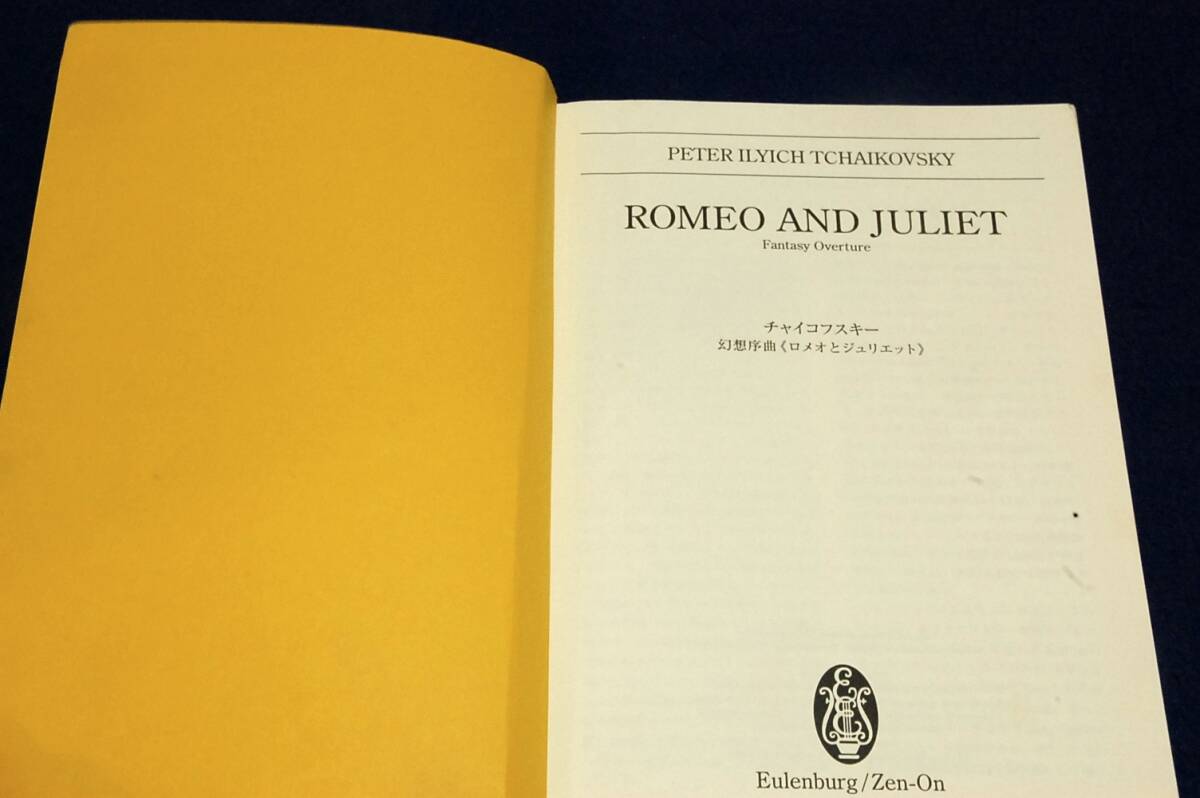 PETER ILYICH TCHAIKOVSKY
ROMEO AND JULIET
Fantasy Overture
チャイコフスキー
幻想序曲《ロメオとジュリエット》
Eulenburg/Zen-On